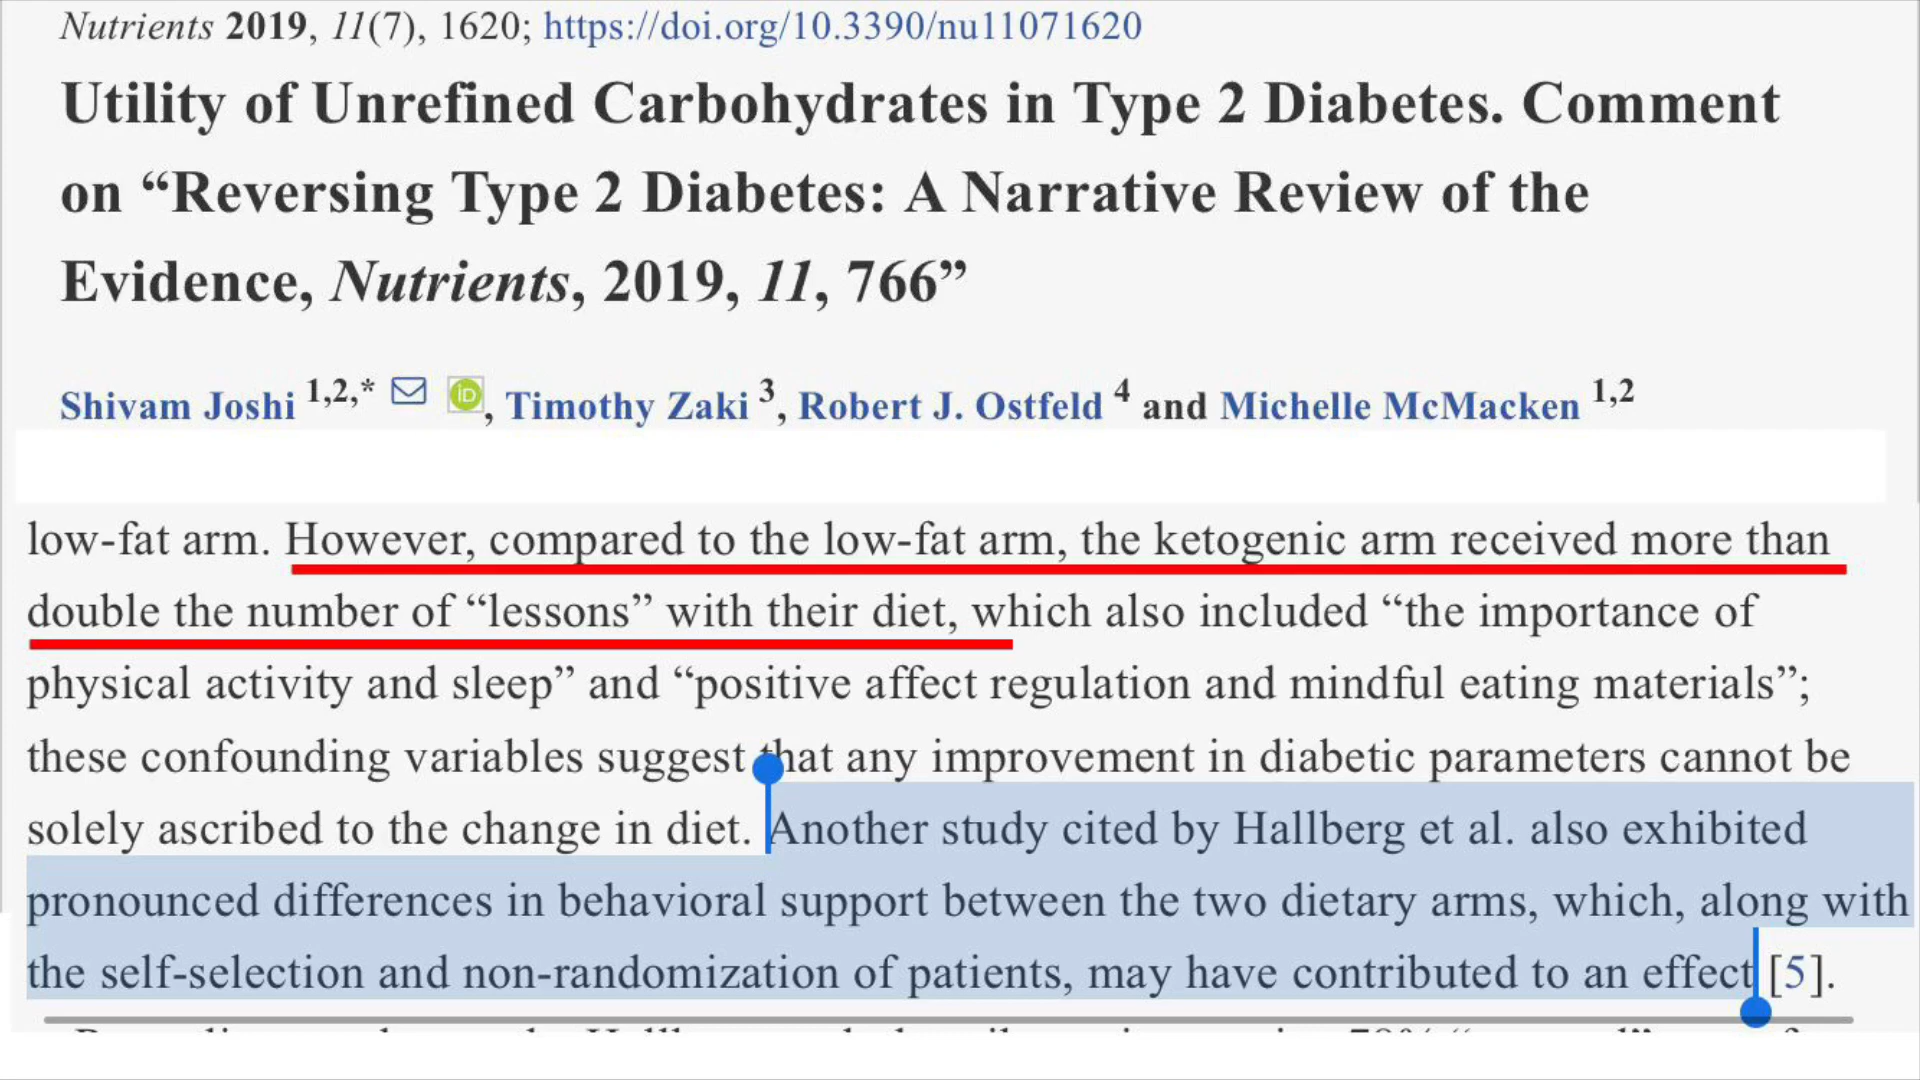 Nutrients 2019, 11(7), 1620; https://doi.org/10.3390/nu11071620
Utility of Unrefined Carbohydrates in Type 2 Diabetes. Comment
on “Reversing Type 2 Diabetes: A Narrative Review of the
Evidence, Nutrients, 2019, 11, 766”
Shivam Joshi 1,2,* iD, Timothy Zaki 3, Robert J. Ostfeld 4 and Michelle McMacken 1,2
low-fat arm. However, compared to the low-fat arm, the ketogenic arm received more than
double the number of “lessons” with their diet, which also included “the importance of
physical activity and sleep” and “positive affect regulation and mindful eating materials”;
these confounding variables suggest that any improvement in diabetic parameters cannot be
solely ascribed to the change in diet. Another study cited by Hallberg et al. also exhibited
pronounced differences in behavioral support between the two dietary arms, which, along with
the self-selection and non-randomization of patients, may have contributed to an effect [5].